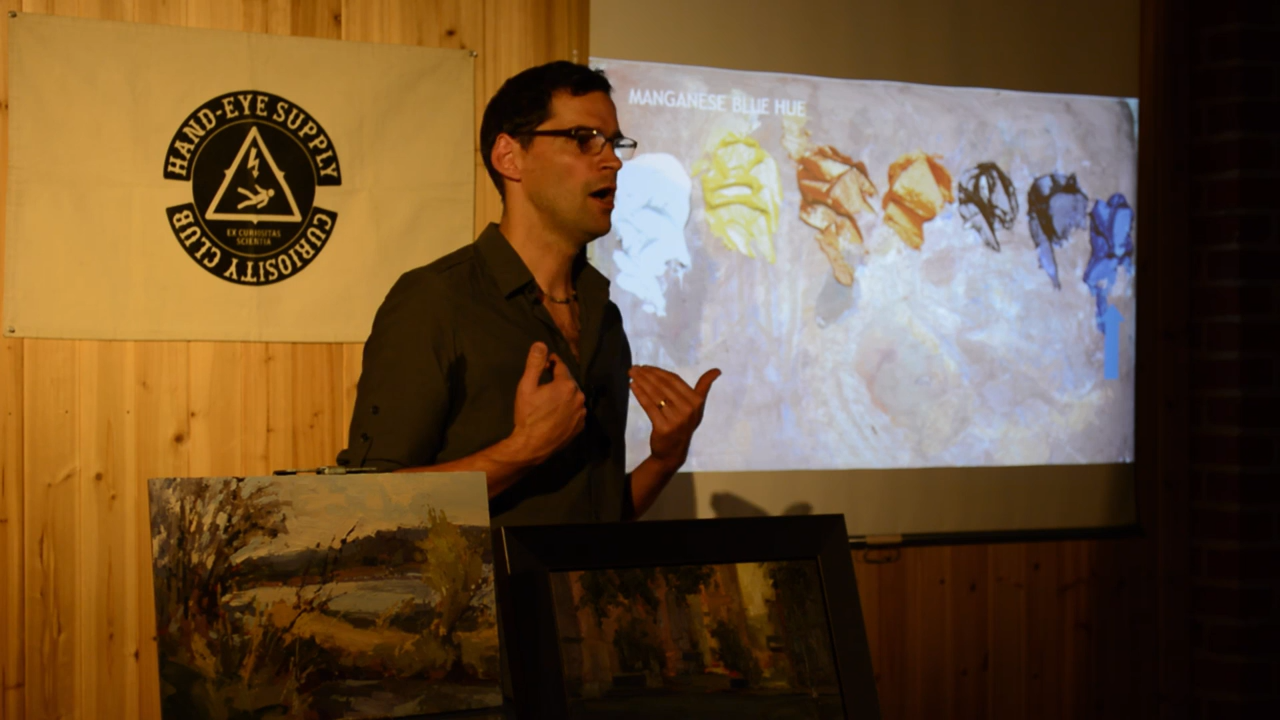 HAND-EYE SUPPLY
EX CURIOSITAS
SCIENTIA
CURIOSITY CLUB
MANGANESE BLUE HUE